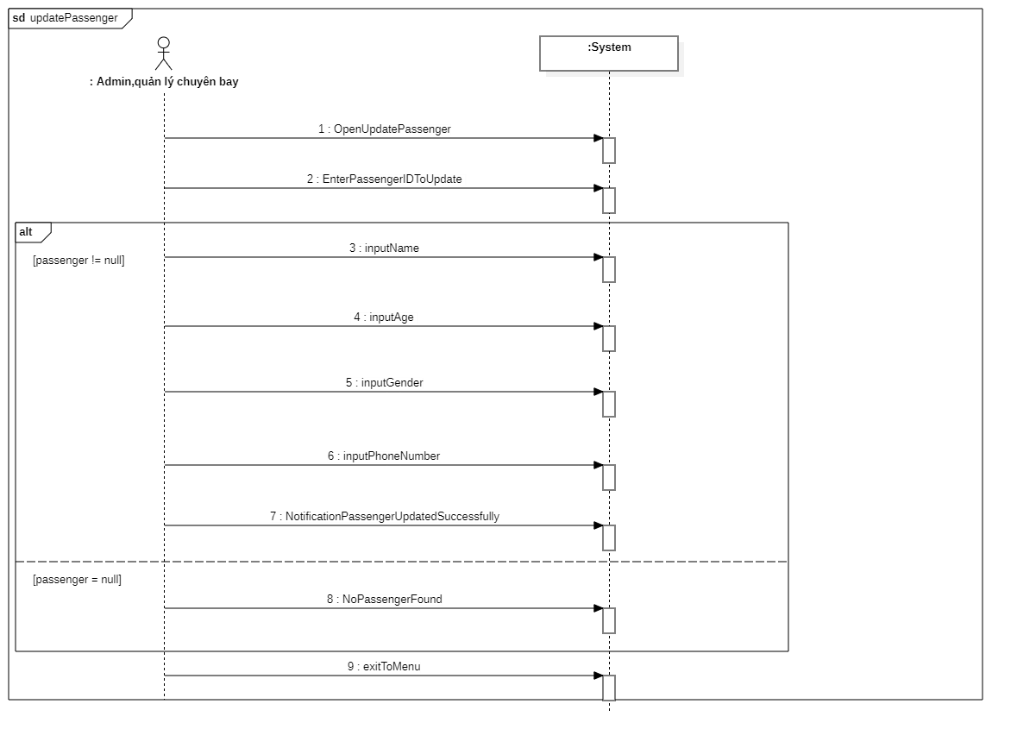 sd updatePassenger
:System
: Admin,quản lý chuyên bay
1 : OpenUpdatePassenger
2 : EnterPassengerIDToUpdate
alt
3 : inputName
[passenger != null]
4 : inputAge
5 : inputGender
6 : inputPhoneNumber
7 : NotificationPassengerUpdatedSuccessfully
[passenger = null]
8 : NoPassengerFound
9 : exitToMenu